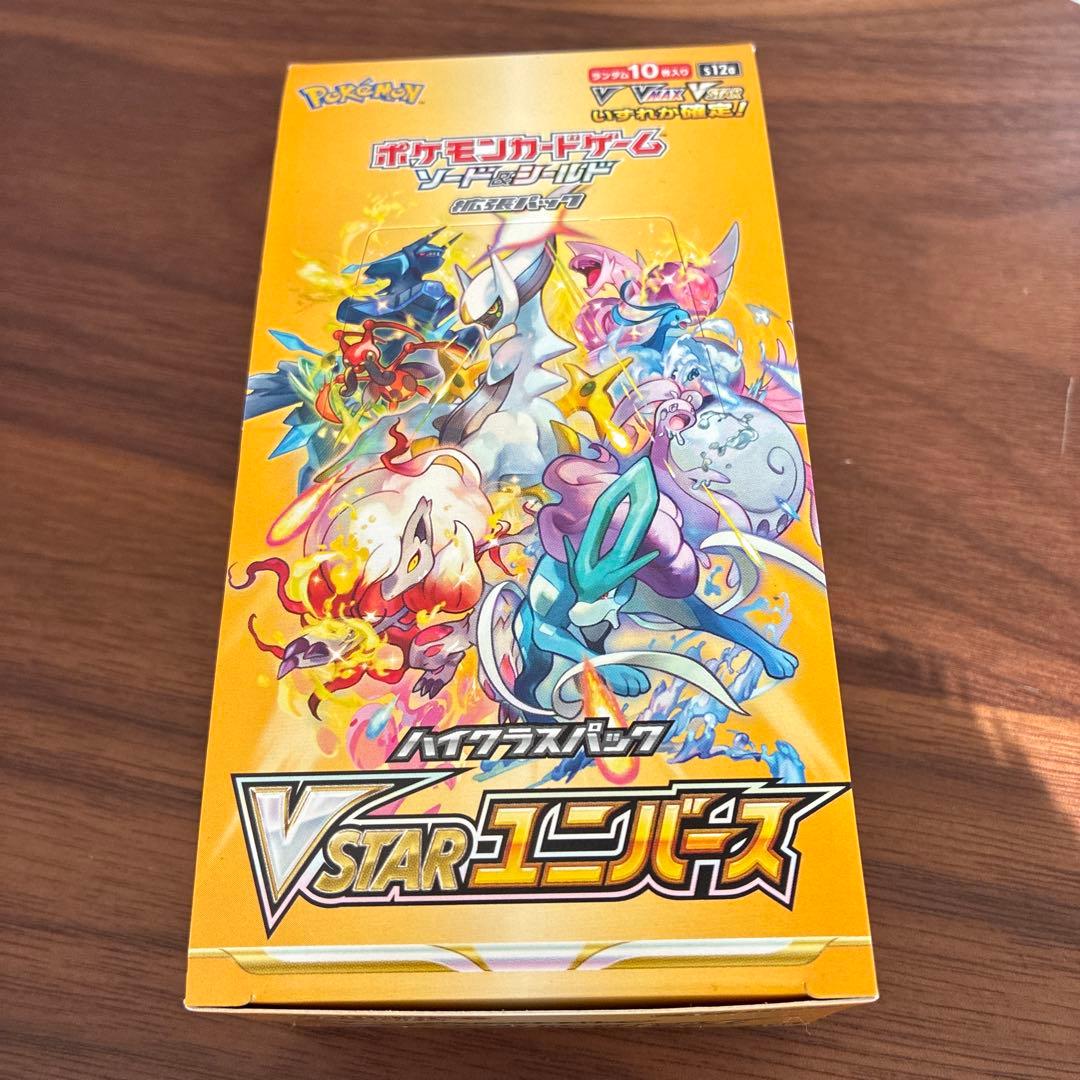 Pokémon
ランダム10枚入り s12a
V VMAX VSTAR
いずれか確定!
ポケモンカードゲーム
ソード&シールド
拡張パック
ハイクラスパック
VSTARユニバース